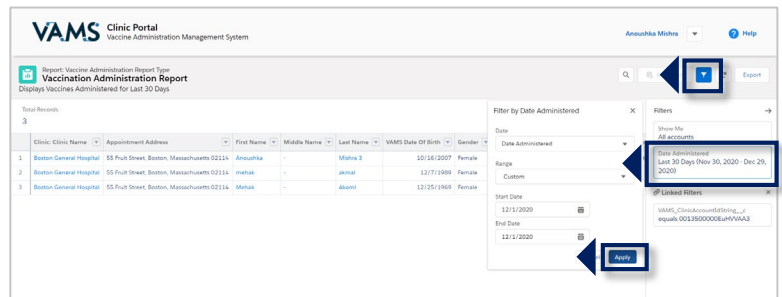 VAMS
Clinic Portal
Vaccine Administration Management System
Anoushka Mishra
Help
Report: Vaccine Administration Report Type
Vaccination Administration Report
Displays Vaccines Administered for Last 30 Days
Export
Total Records
3
Clinic: Clinic Name Appointment Address First Name Middle Name Last Name VAMS Date Of Birth Gender
1 Boston General Hospital 55 Fruit Street, Boston, Massachusetts 02114 Anoushka - Mishra 3 10/16/2007 Female
2 Boston General Hospital 55 Fruit Street, Boston, Massachusetts 02114 mehak - akmal 12/7/1989 Female
3 Boston General Hospital 55 Fruit Street, Boston, Massachusetts 02114 Mehak - Akaml 12/25/1969 Female
Filter by Date Administered
Date
Date Administered
Range
Custom
Start Date
12/1/2020
End Date
12/1/2020
Apply
Filters
Show Me
All accounts
Date Administered
Last 30 Days (Nov 30, 2020 - Dec 29,
2020)
Linked Filters
VAMS_ClinicAccountIdString__c
equals 0013500000EuHVVAA3